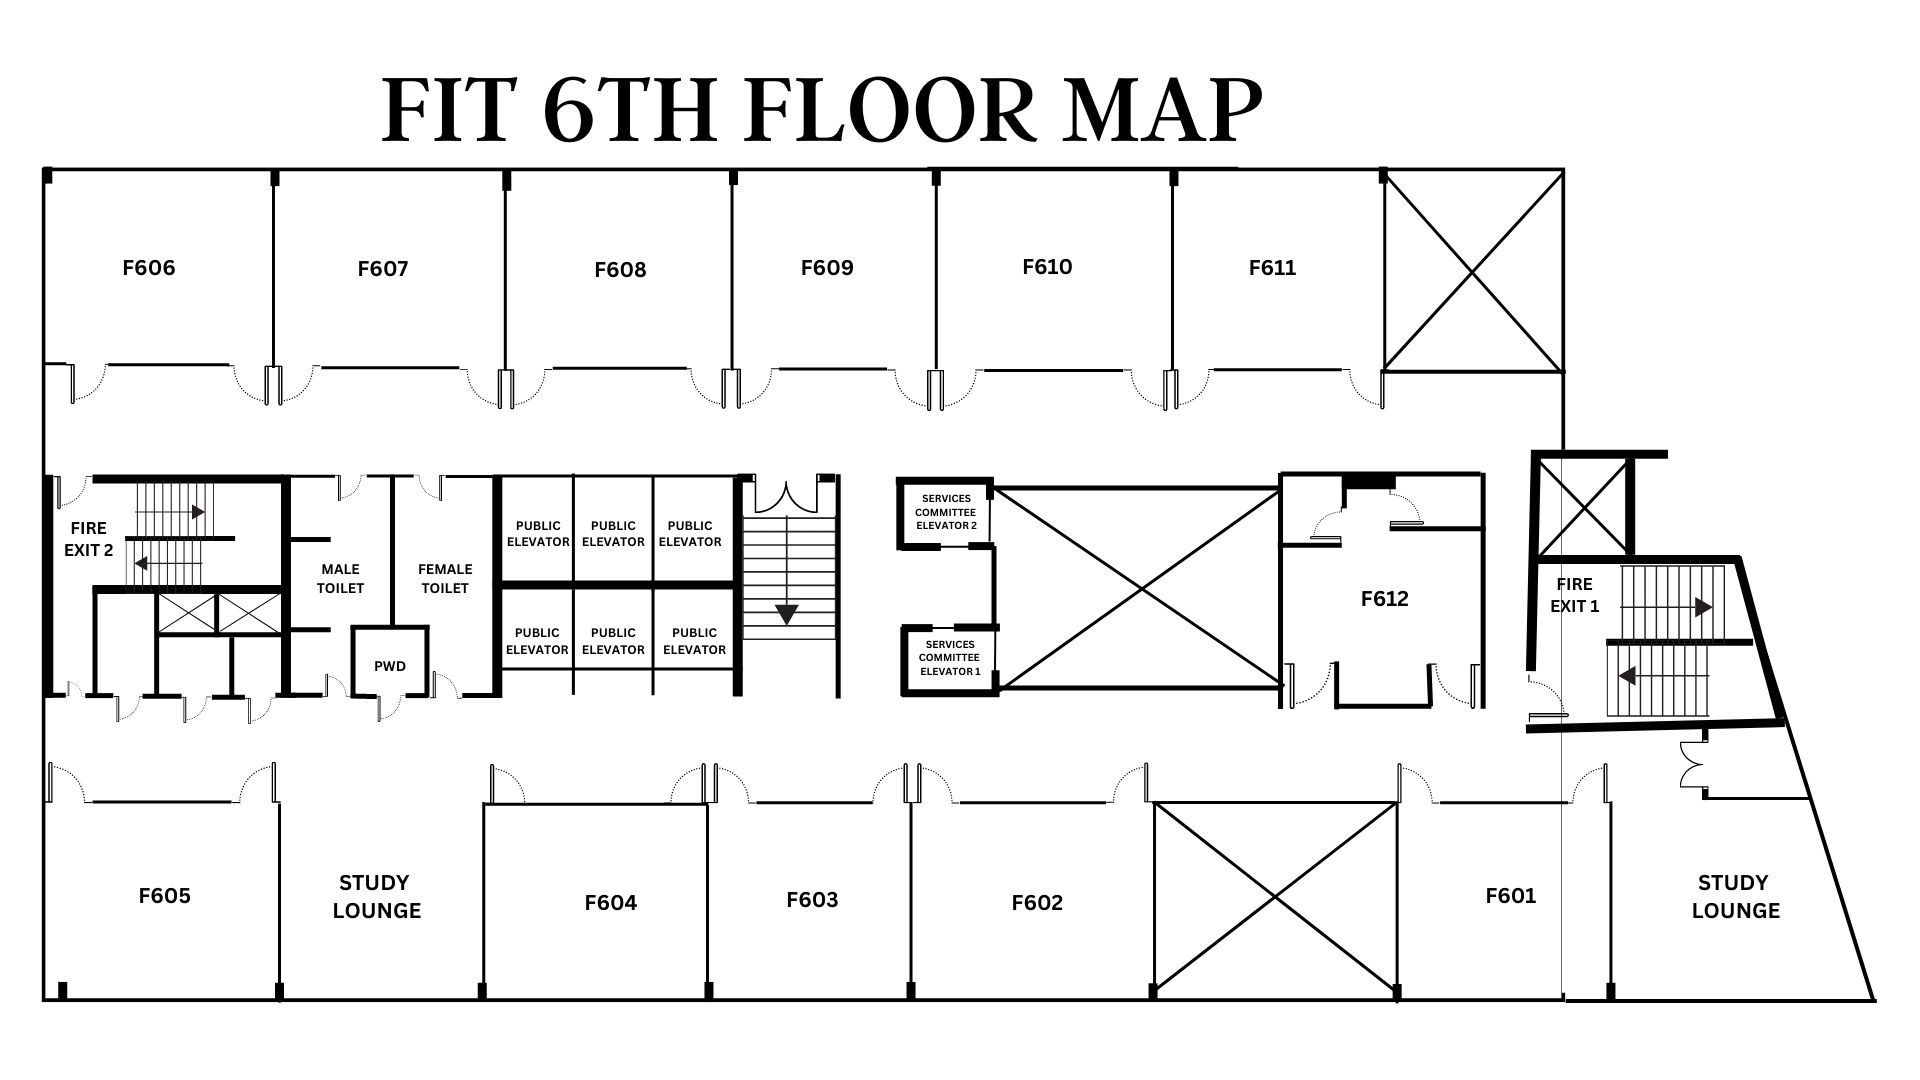 FIT 6TH FLOOR MAP
F606
F607
F608
F609
F610
F611
FIRE
EXIT 2
MALE
TOILET
FEMALE
TOILET
PWD
PUBLIC
ELEVATOR
PUBLIC
ELEVATOR
PUBLIC
ELEVATOR
PUBLIC
ELEVATOR
PUBLIC
ELEVATOR
PUBLIC
ELEVATOR
SERVICES
COMMITTEE
ELEVATOR 2
SERVICES
COMMITTEE
ELEVATOR 1
F612
FIRE
EXIT 1
F605
STUDY
LOUNGE
F604
F603
F602
F601
STUDY
LOUNGE